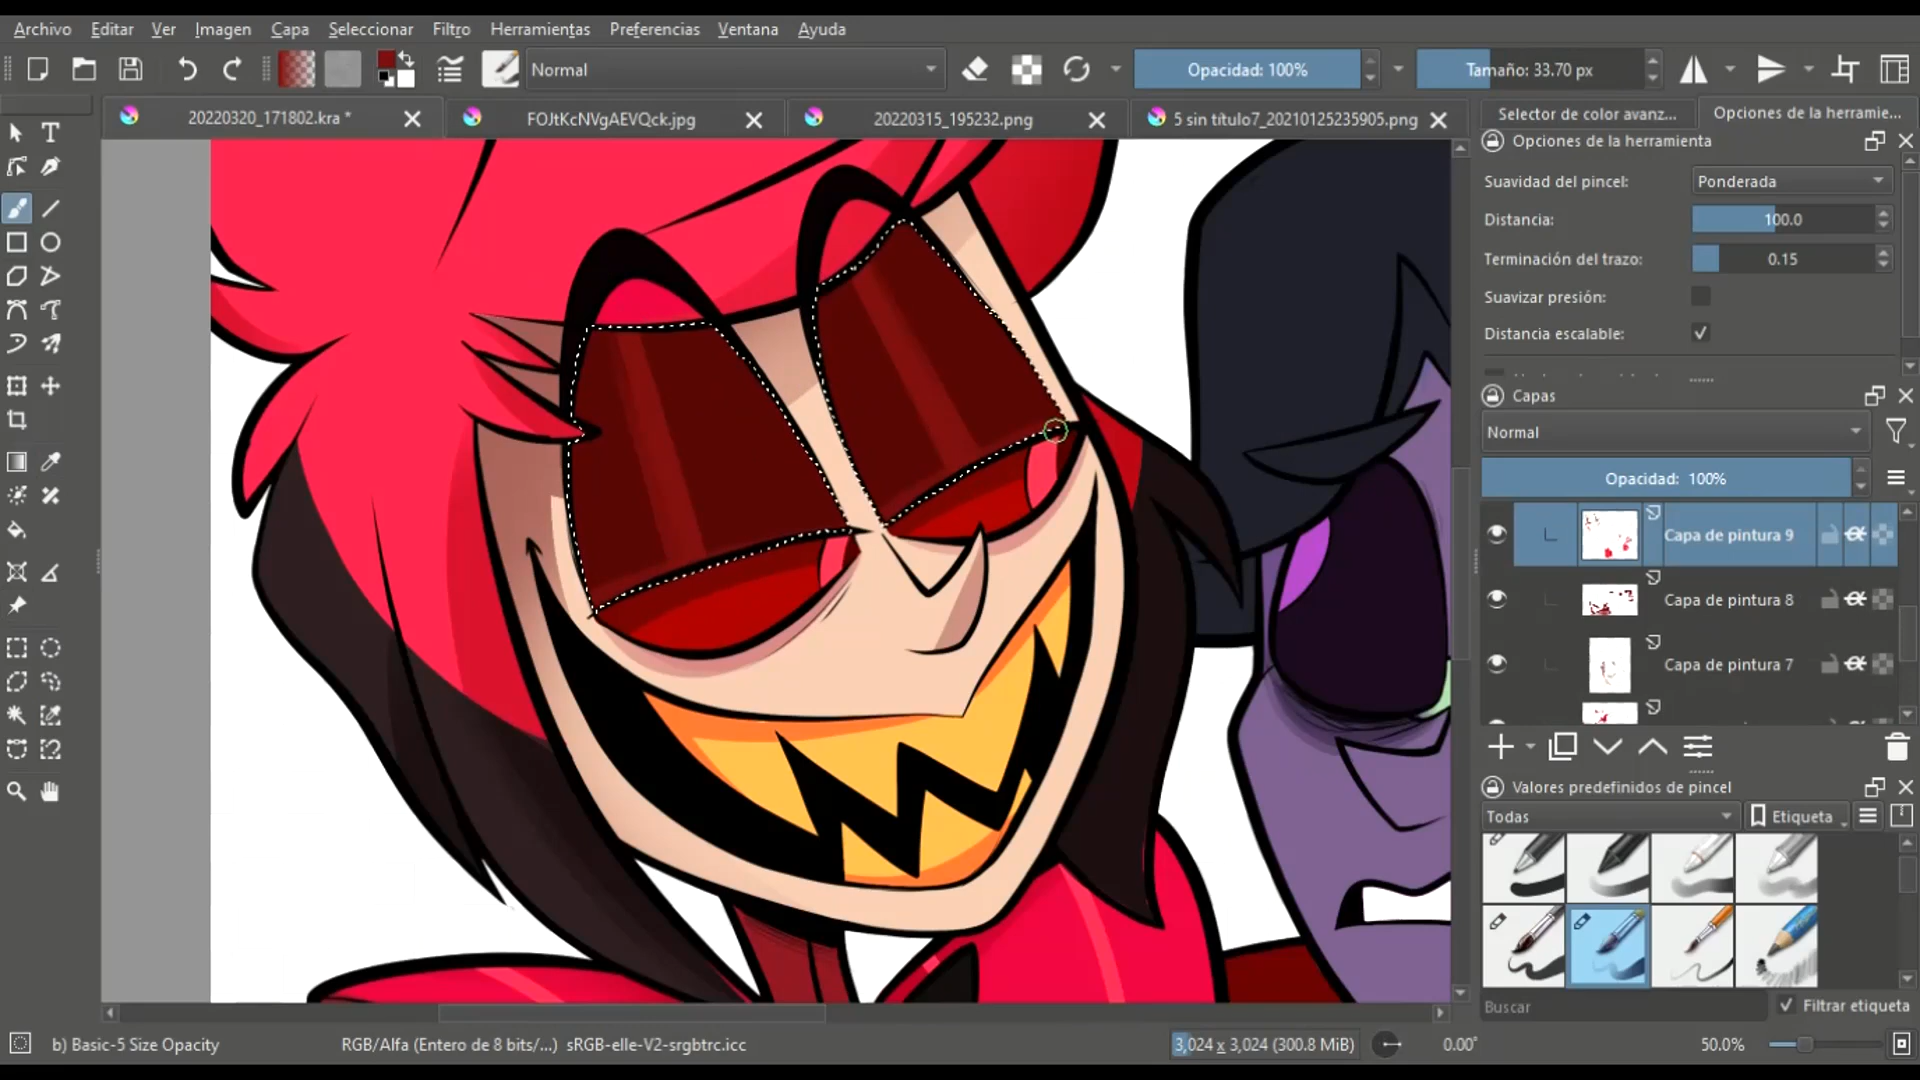 Archivo Editar Ver Imagen Capa Seleccionar Filtro Herramientas Preferencias Ventana Ayuda
Normal
Opacidad: 100%
Tamaño: 33.70 px
20220320_171802.kra *
FOJtKcNVgAEVQck.jpg
20220315_195232.png
5 sin título7_20210125235905.png
Selector de color avanz...
Opciones de la herramie...
Opciones de la herramienta
Suavidad del pincel: Ponderada
Distancia: 100.0
Terminación del trazo: 0.15
Suavizar presión:
Distancia escalable:
Capas
Normal
Opacidad: 100%
Capa de pintura 9
Capa de pintura 8
Capa de pintura 7
Valores predefinidos de pincel
Todas
Etiqueta
Buscar
Filtrar etiqueta
b) Basic-5 Size Opacity
RGB/Alfa (Entero de 8 bits/...) sRGB-elle-V2-srgbtrc.icc
3,024 x 3,024 (300.8 MiB)
0.00°
50.0%